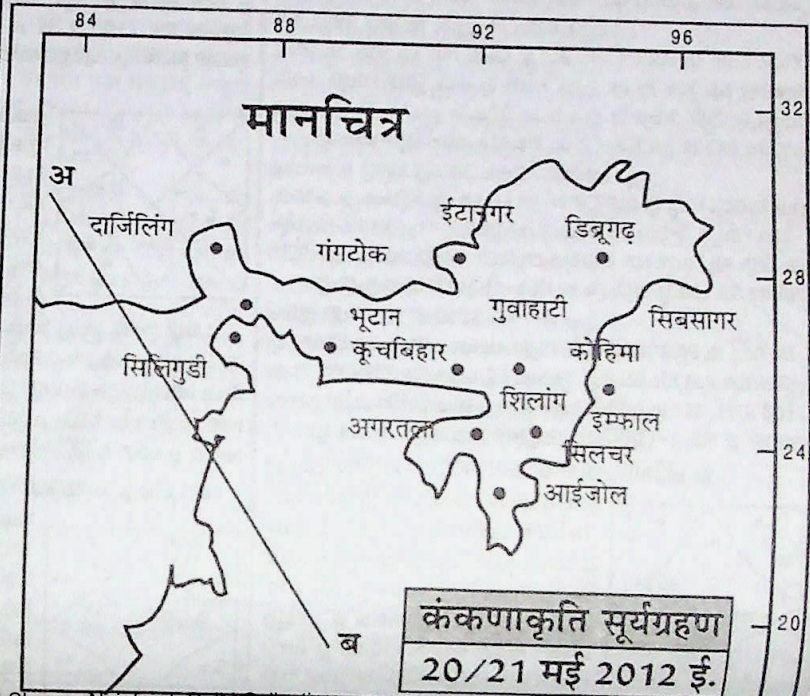 84 88 92 96
मानचित्र
32
अ
दार्जिलिंग
गंगटोक
ईटानगर
डिब्रूगढ़
28
भूटान
गुवाहाटी
सिबसागर
सिलिगुडी
कूचबिहार
कोहिमा
शिलांग
इम्फाल
अगरतला
सिलचर
24
आईजोल
ब
20
कंकणाकृति सूर्यग्रहण
20/21 मई 2012 ई.